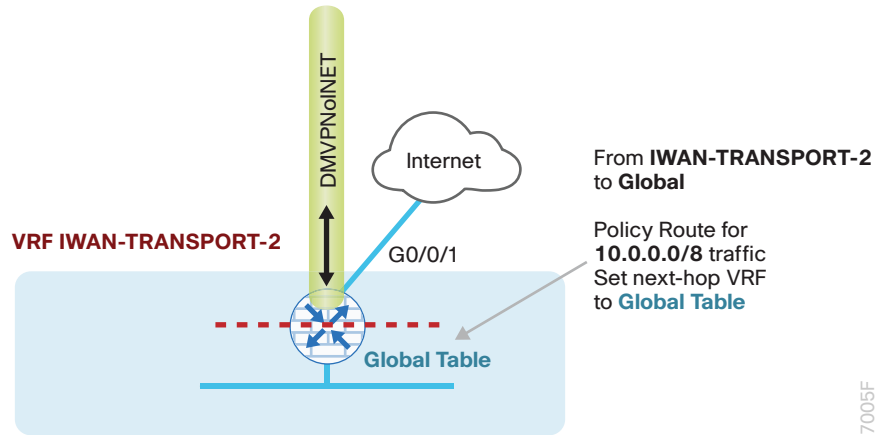 DMVPNoINET
Internet
VRF IWAN-TRANSPORT-2
G0/0/1
Global Table
From IWAN-TRANSPORT-2
to Global
Policy Route for
10.0.0.0/8 traffic
Set next-hop VRF
to Global Table
7005F